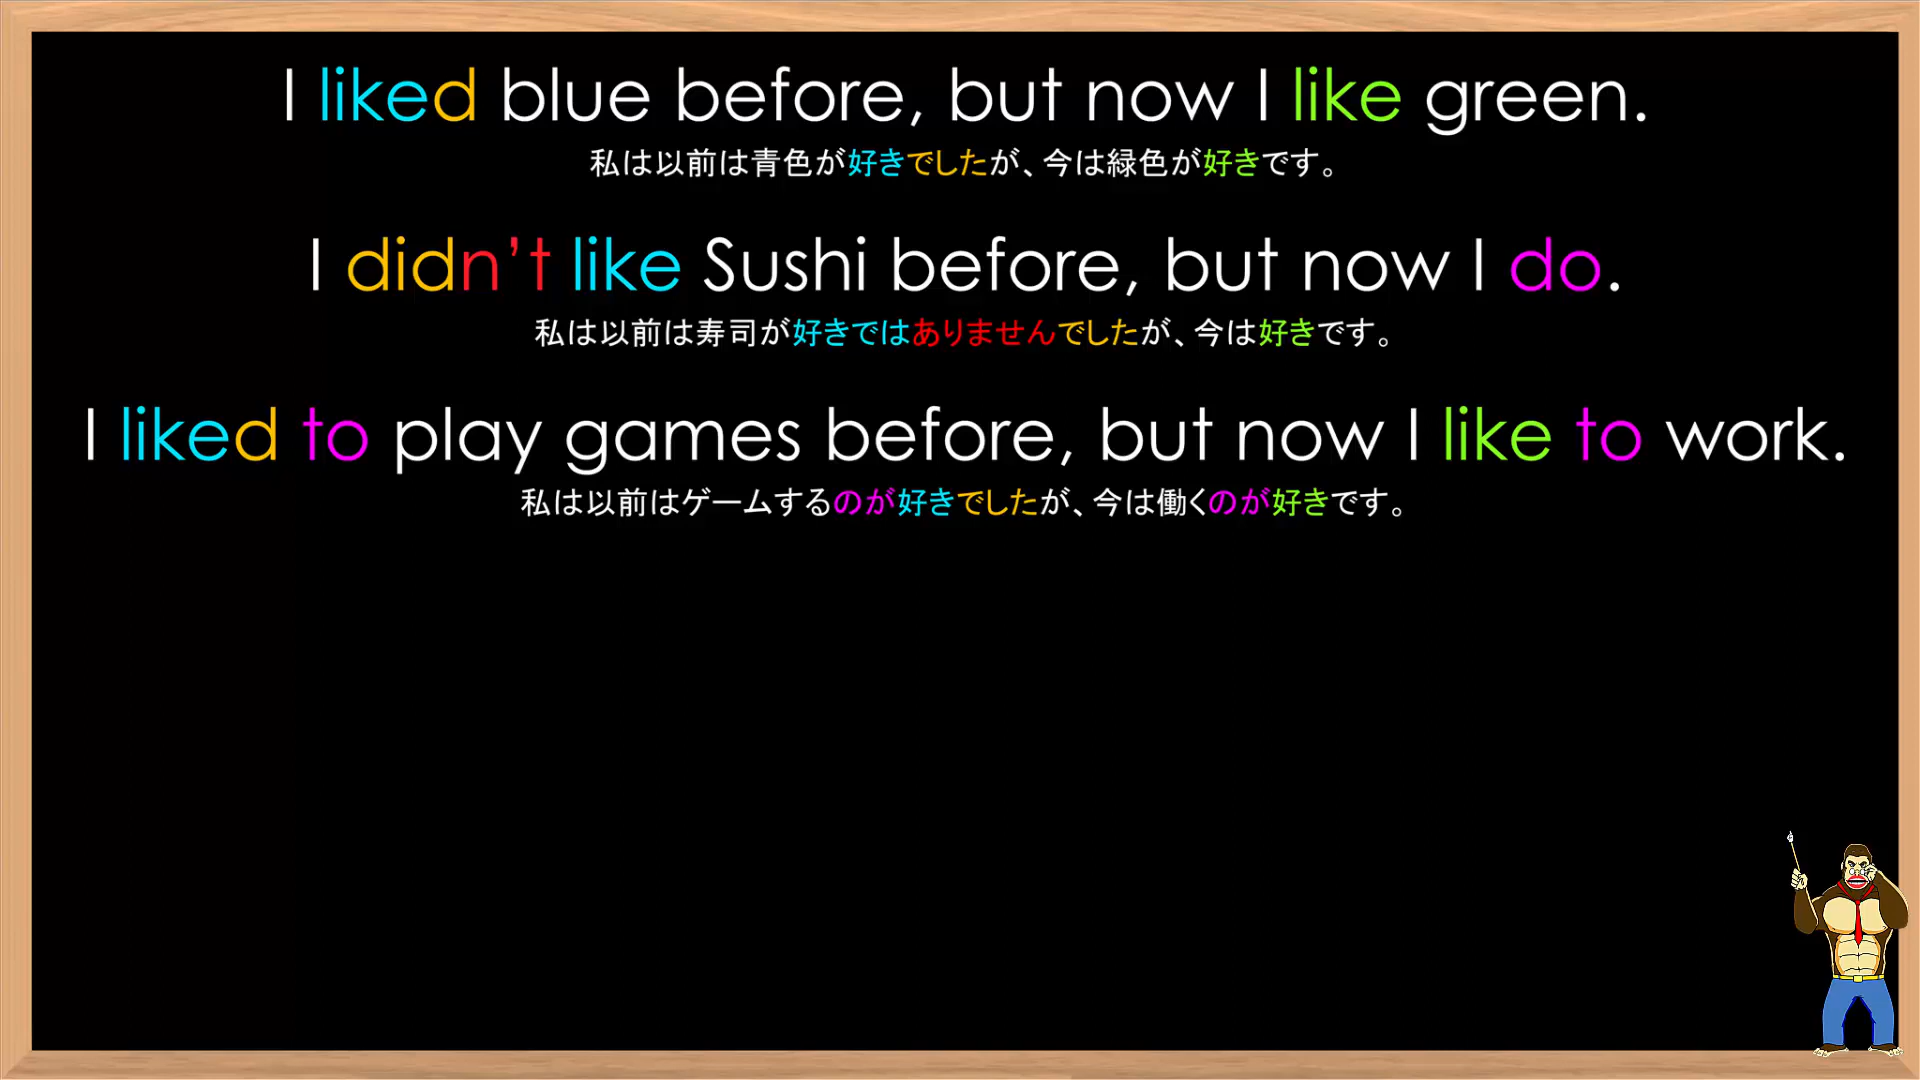 I liked blue before, but now I like green.
私は以前は青色が好きでしたが、今は緑色が好きです。
I didn’t like Sushi before, but now I do.
私は以前は寿司が好きではありませんでしたが、今は好きです。
I liked to play games before, but now I like to work.
私は以前はゲームするのが好きでしたが、今は働くのが好きです。